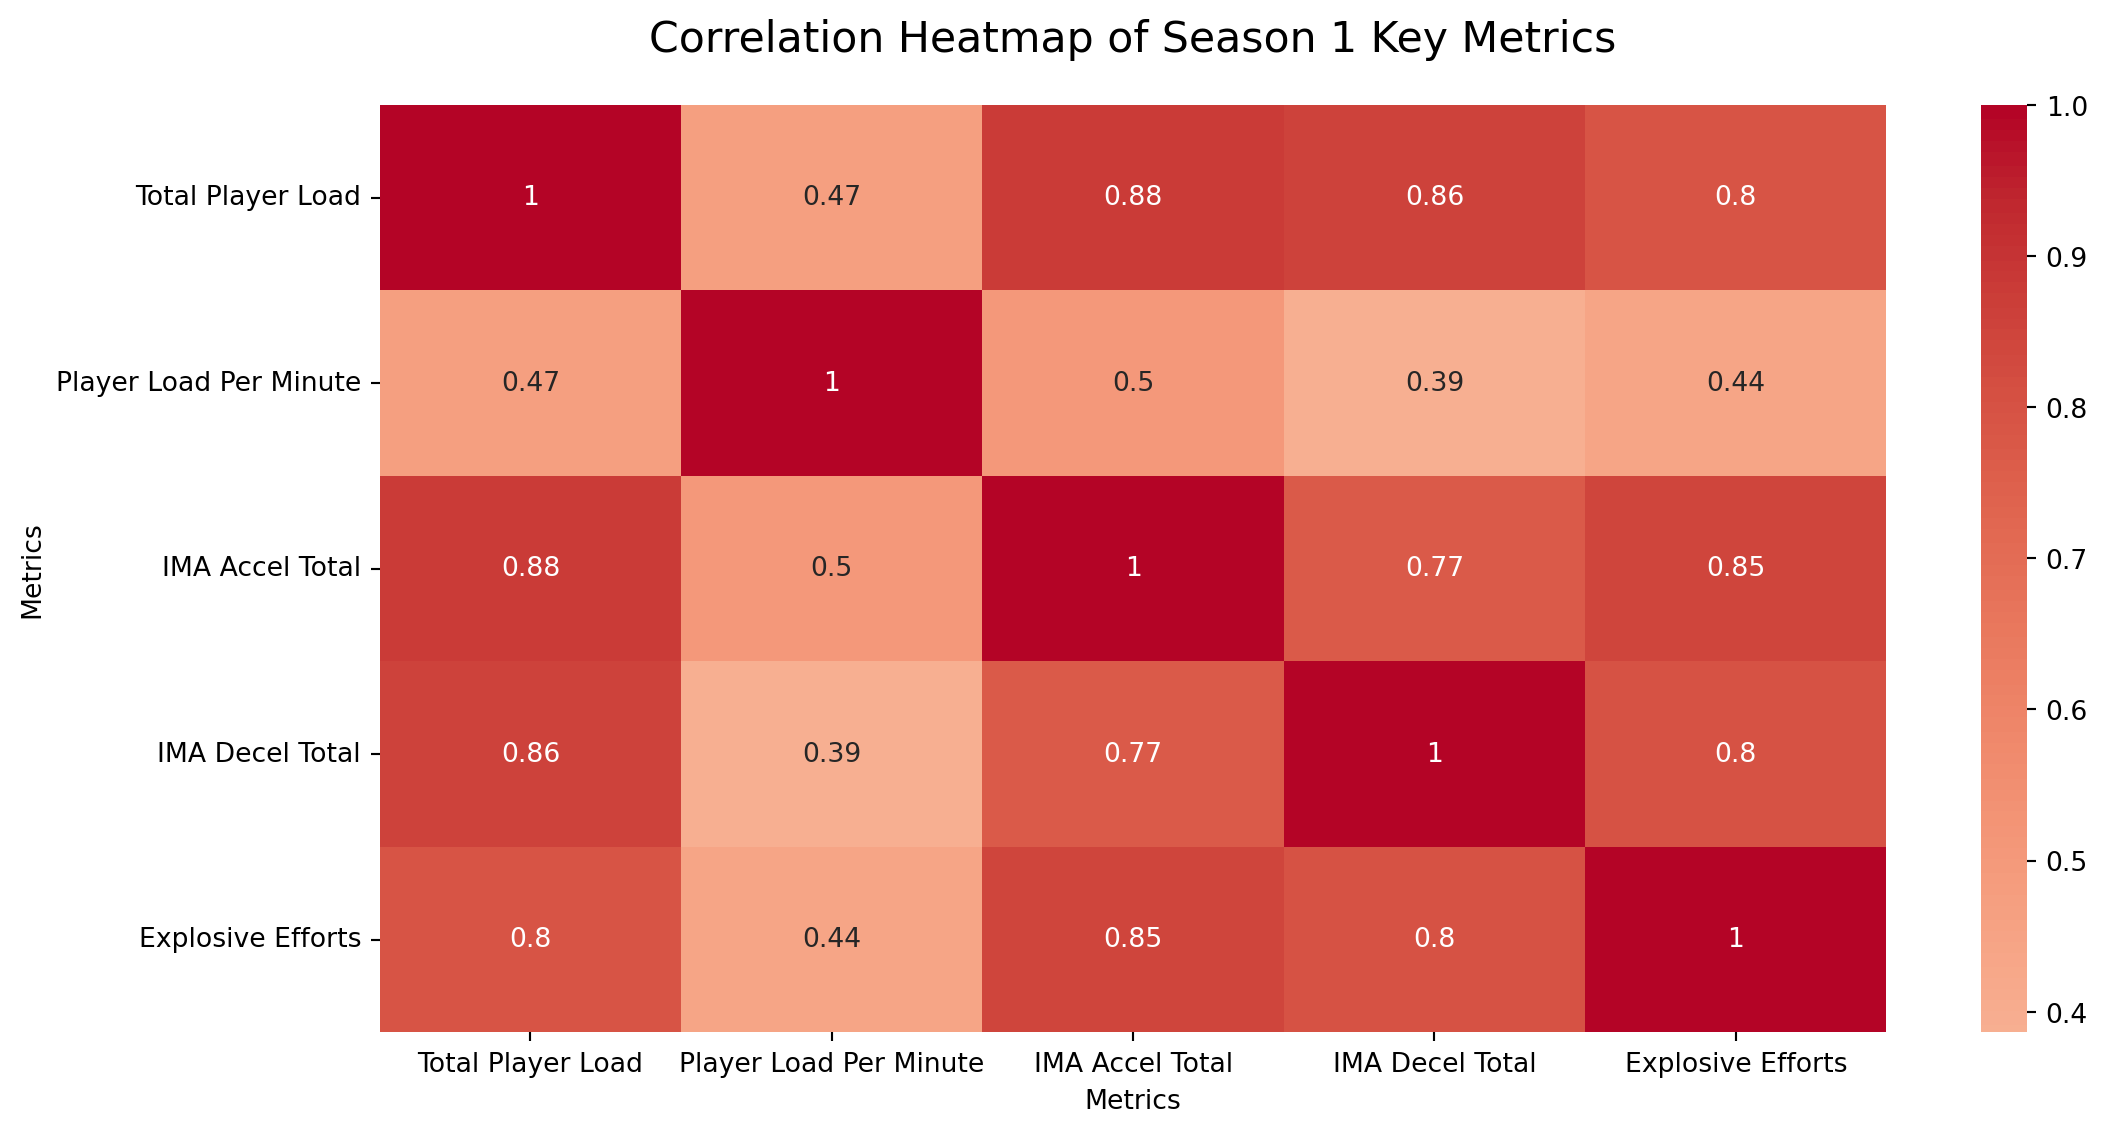 Correlation Heatmap of Season 1 Key Metrics
Total Player Load 1 0.47 0.88 0.86 0.8
Player Load Per Minute 0.47 1 0.5 0.39 0.44
IMA Accel Total 0.88 0.5 1 0.77 0.85
IMA Decel Total 0.86 0.39 0.77 1 0.8
Explosive Efforts 0.8 0.44 0.85 0.8 1
Metrics
Total Player Load Player Load Per Minute IMA Accel Total IMA Decel Total Explosive Efforts
Metrics
1.0
0.9
0.8
0.7
0.6
0.5
0.4